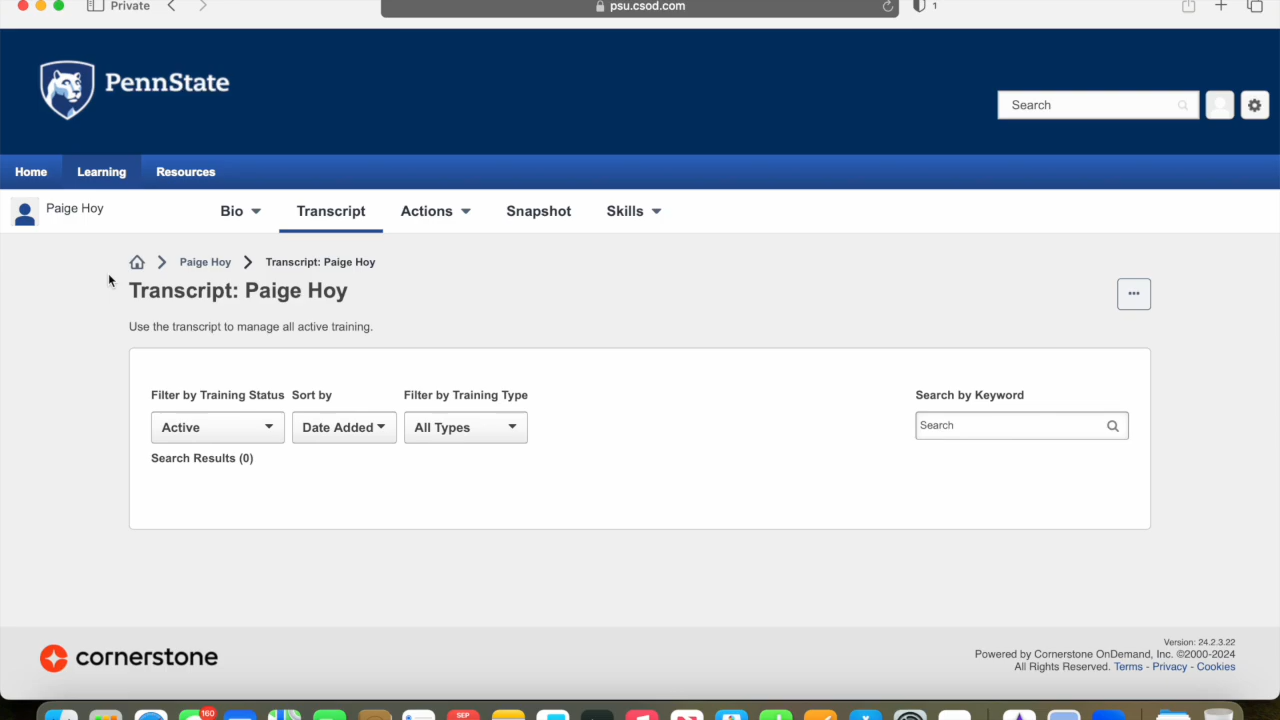 Private
psu.csod.com
1
PennState
Search
Home
Learning
Resources
Paige Hoy
Bio
Transcript
Actions
Snapshot
Skills
Paige Hoy
Transcript: Paige Hoy
Transcript: Paige Hoy
Use the transcript to manage all active training.
Filter by Training Status
Sort by
Filter by Training Type
Search by Keyword
Active
Date Added
All Types
Search
Search Results (0)
cornerstone
Version: 24.2.3.22
Powered by Cornerstone OnDemand, Inc. ©2000-2024
All Rights Reserved. Terms - Privacy - Cookies
160
SEP